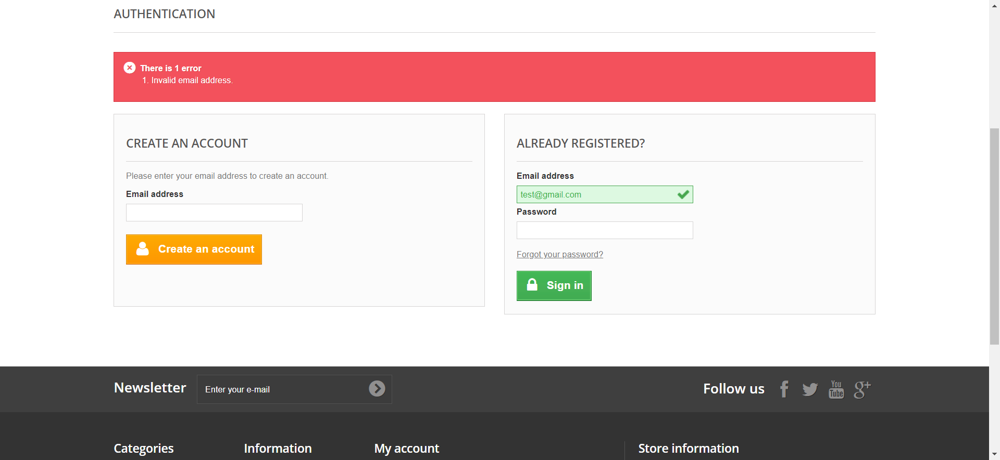 AUTHENTICATION
There is 1 error
1. Invalid email address.
CREATE AN ACCOUNT
Please enter your email address to create an account.
Email address
Create an account
ALREADY REGISTERED?
Email address
test@gmail.com
Password
Forgot your password?
Sign in
Newsletter
Enter your e-mail
Follow us
You
Tube
g+
Categories
Information
My account
Store information